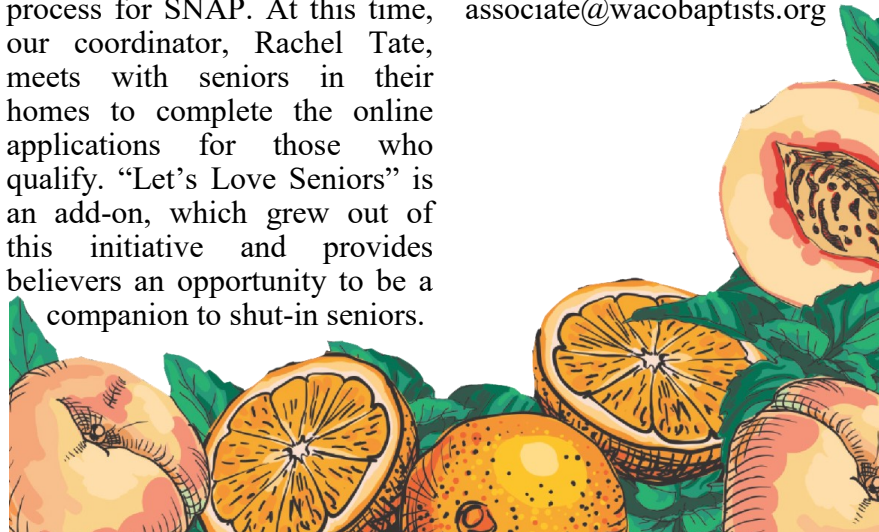 process for SNAP. At this time,
our coordinator, Rachel Tate,
meets with seniors in their
homes to complete the online
applications for those who
qualify. “Let’s Love Seniors” is
an add-on, which grew out of
this initiative and provides
believers an opportunity to be a
companion to shut-in seniors.
associate@wacobaptists.org